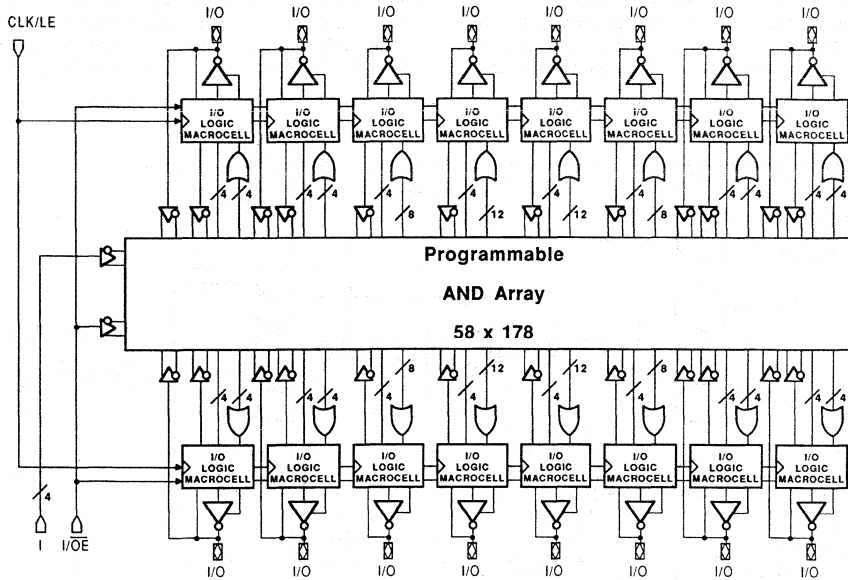 I/O I/O I/O I/O I/O I/O I/O I/O
CLK/LE
I/O I/O I/O I/O I/O I/O I/O I/O
LOGIC LOGIC LOGIC LOGIC LOGIC LOGIC LOGIC LOGIC
MACROCELL MACROCELL MACROCELL MACROCELL MACROCELL MACROCELL MACROCELL MACROCELL
4 4 4 4 4 8 4 12 4 12 4 8 4 4 4 4
Programmable
AND Array
58 x 178
4 4 4 4 4 8 4 12 4 12 4 8 4 4 4 4
I/O I/O I/O I/O I/O I/O I/O I/O
LOGIC LOGIC LOGIC LOGIC LOGIC LOGIC LOGIC LOGIC
MACROCELL MACROCELL MACROCELL MACROCELL MACROCELL MACROCELL MACROCELL MACROCELL
4
I I/O̅E̅
I/O I/O I/O I/O I/O I/O I/O I/O